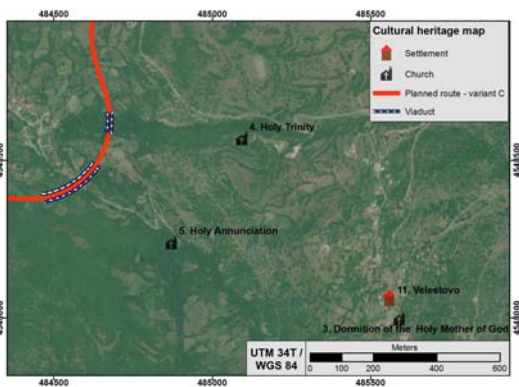 484500
485000
485500
Cultural heritage map
Settlement
Church
Planned route - variant C
Viaduct
4. Holy Trinity
5. Holy Annunciation
11. Velestovo
3. Dormition of the Holy Mother of God
UTM 34T /
WGS 84
Meters
0 100 200 300 400 600
484500
485000
485500